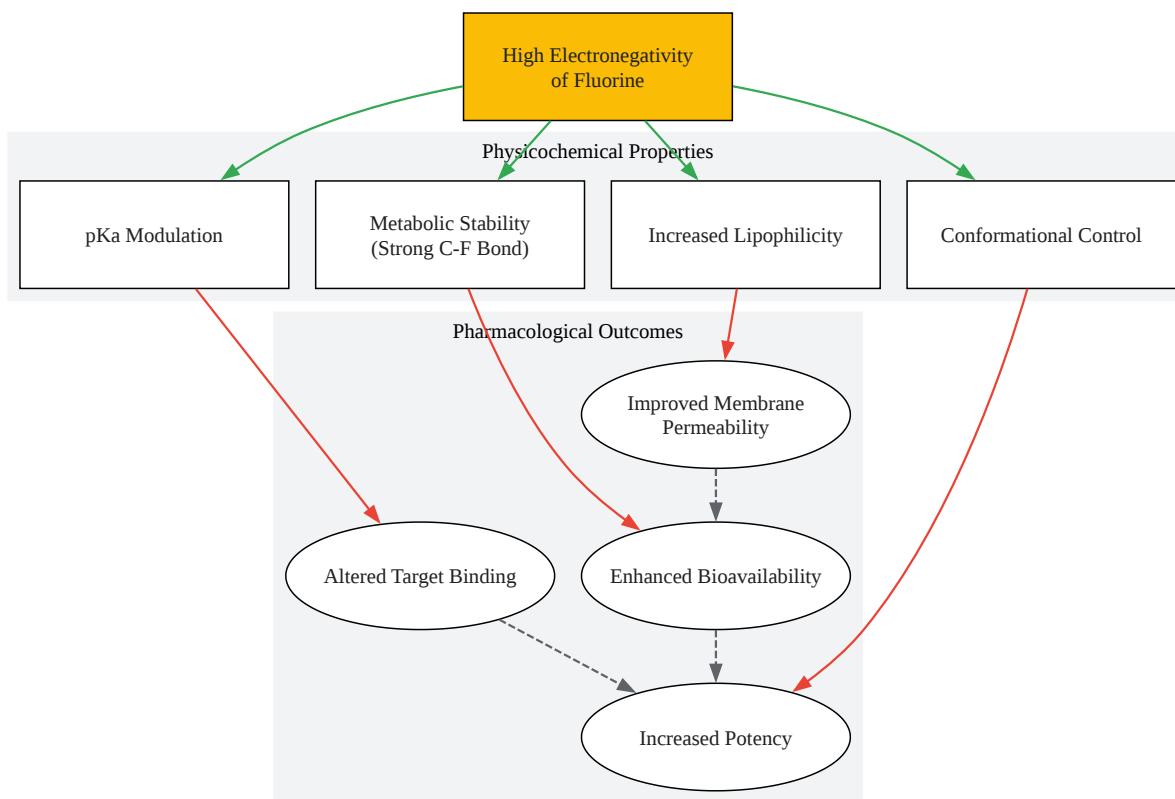 High Electronegativity
of Fluorine
Physicochemical Properties
pKa Modulation
Metabolic Stability
(Strong C-F Bond)
Increased Lipophilicity
Conformational Control
Pharmacological Outcomes
Improved Membrane
Permeability
Altered Target Binding
Enhanced Bioavailability
Increased Potency